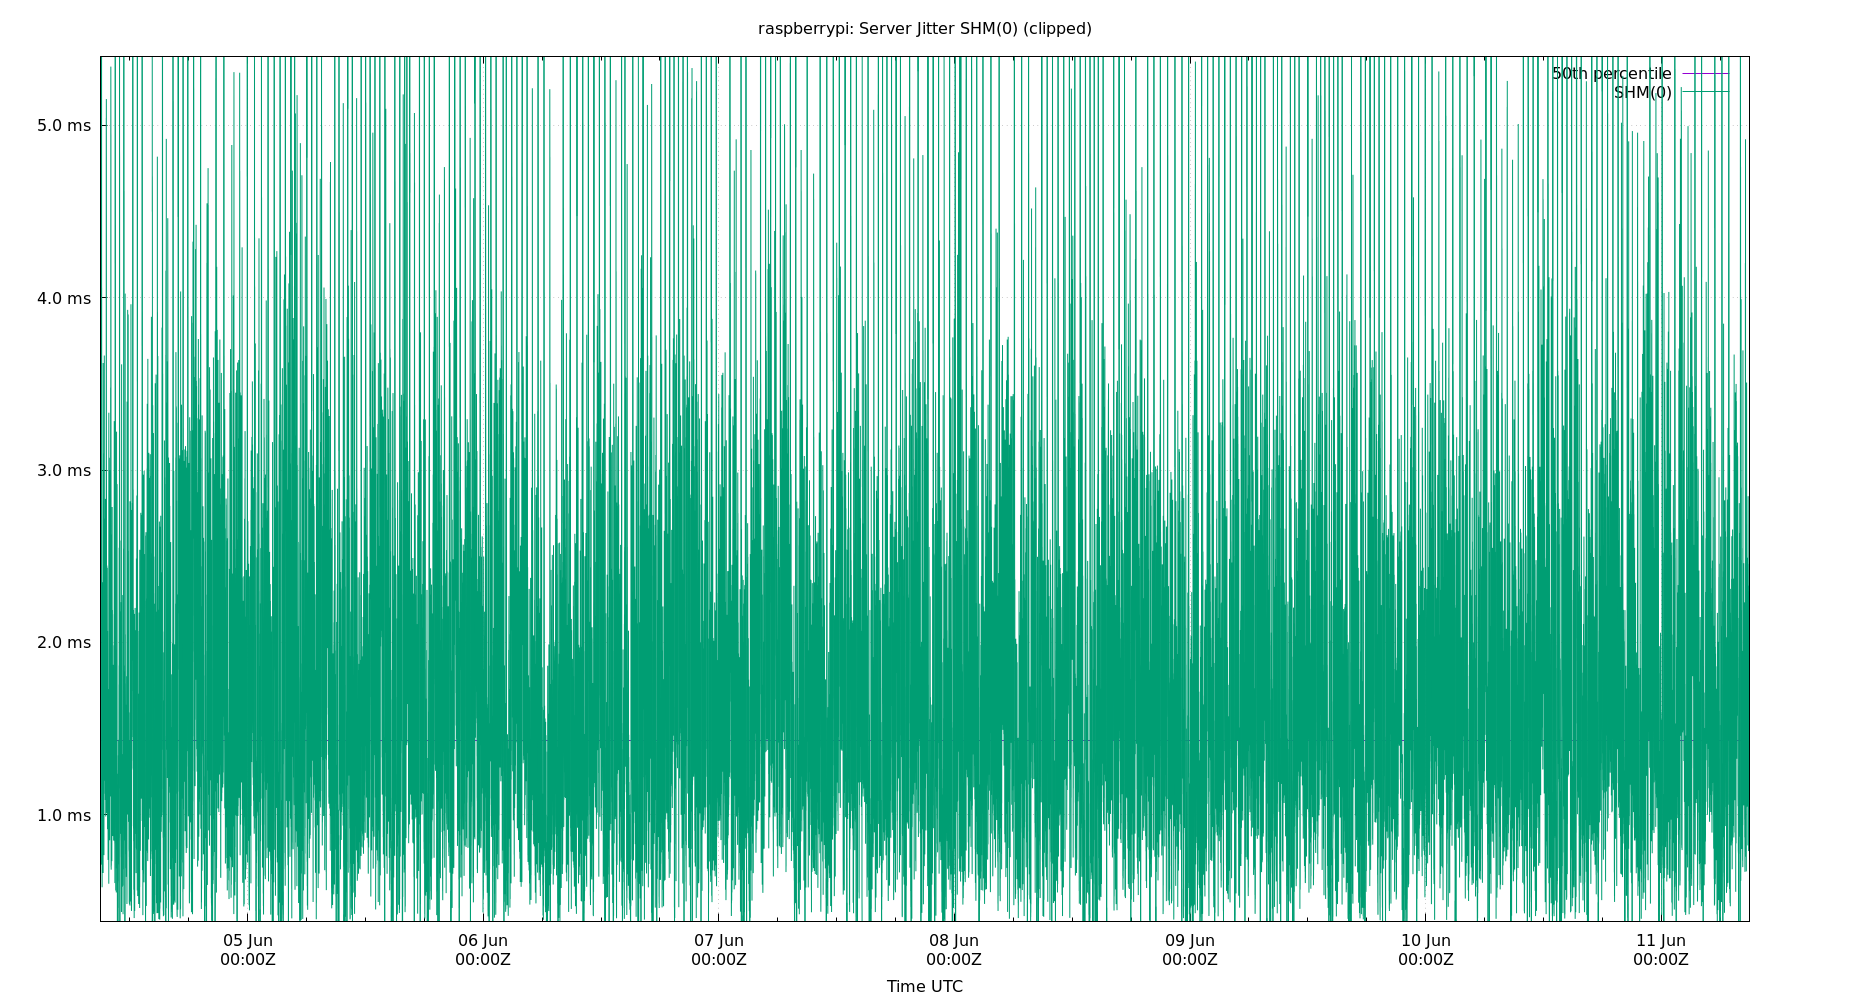 raspberrypi: Server Jitter SHM(0) (clipped)
50th percentile
SHM(0)
5.0 ms
4.0 ms
3.0 ms
2.0 ms
1.0 ms
05 Jun 06 Jun 07 Jun 08 Jun 09 Jun 10 Jun 11 Jun
00:00Z 00:00Z 00:00Z 00:00Z 00:00Z 00:00Z 00:00Z
Time UTC